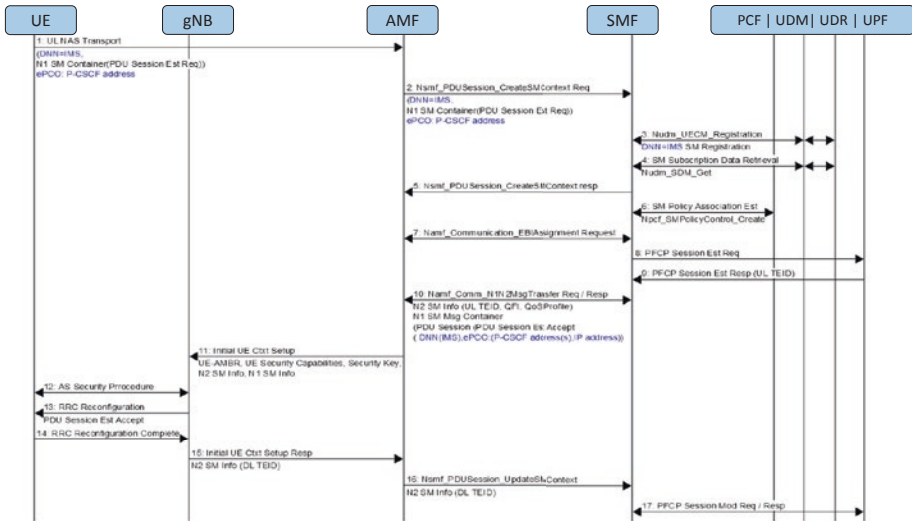 UE
gNB
AMF
SMF
PCF | UDM| UDR | UPF
1: UL NAS Transport
(DNN=IMS,
N1 SM Container(PDU Session Est Req))
ePCO: P-CSCF address
2: Nsmf_PDUSession_CreateSMContext Req
(DNN=IMS,
N1 SM Container(PDU Session Est Req))
ePCO: P-CSCF address
3: Nudm_UECM_Registration
DNN=IMS SM Registration
4: SM Subscription Data Retrieval
Nudm_SDM_Get
5: Nsmf_PDUSession_CreateSMContext resp
6: SM Policy Association Est
Npcf_SMPolicyControl_Create
7: Namf_Communication_EBIAssignment Request
8: PFCP Session Est Req
9: PFCP Session Est Resp (UL TEID)
10: Namf_Comm_N1N2MsgTransfer Req / Resp
N2 SM Info (UL TEID, QFI, QoSProfile)
N1 SM Msg Container
(PDU Session (PDU Session Est Accept
( DNN(IMS),ePCO:(P-CSCF address(s),IP address))
11: Initial UE Ctxt Setup
UE-AMBR, UE Security Capabilities, Security Key,
N2 SM Info, N1 SM Info
12: AS Security Prrocedure
13: RRC Reconfiguration
PDU Session Est Accept
14: RRC Reconfiguration Complete
15: Initial UE Ctxt Setup Resp
N2 SM Info (DL TEID)
16: Nsmf_PDUSession_UpdateSMContext
N2 SM Info (DL TEID)
17: PFCP Session Mod Req / Resp